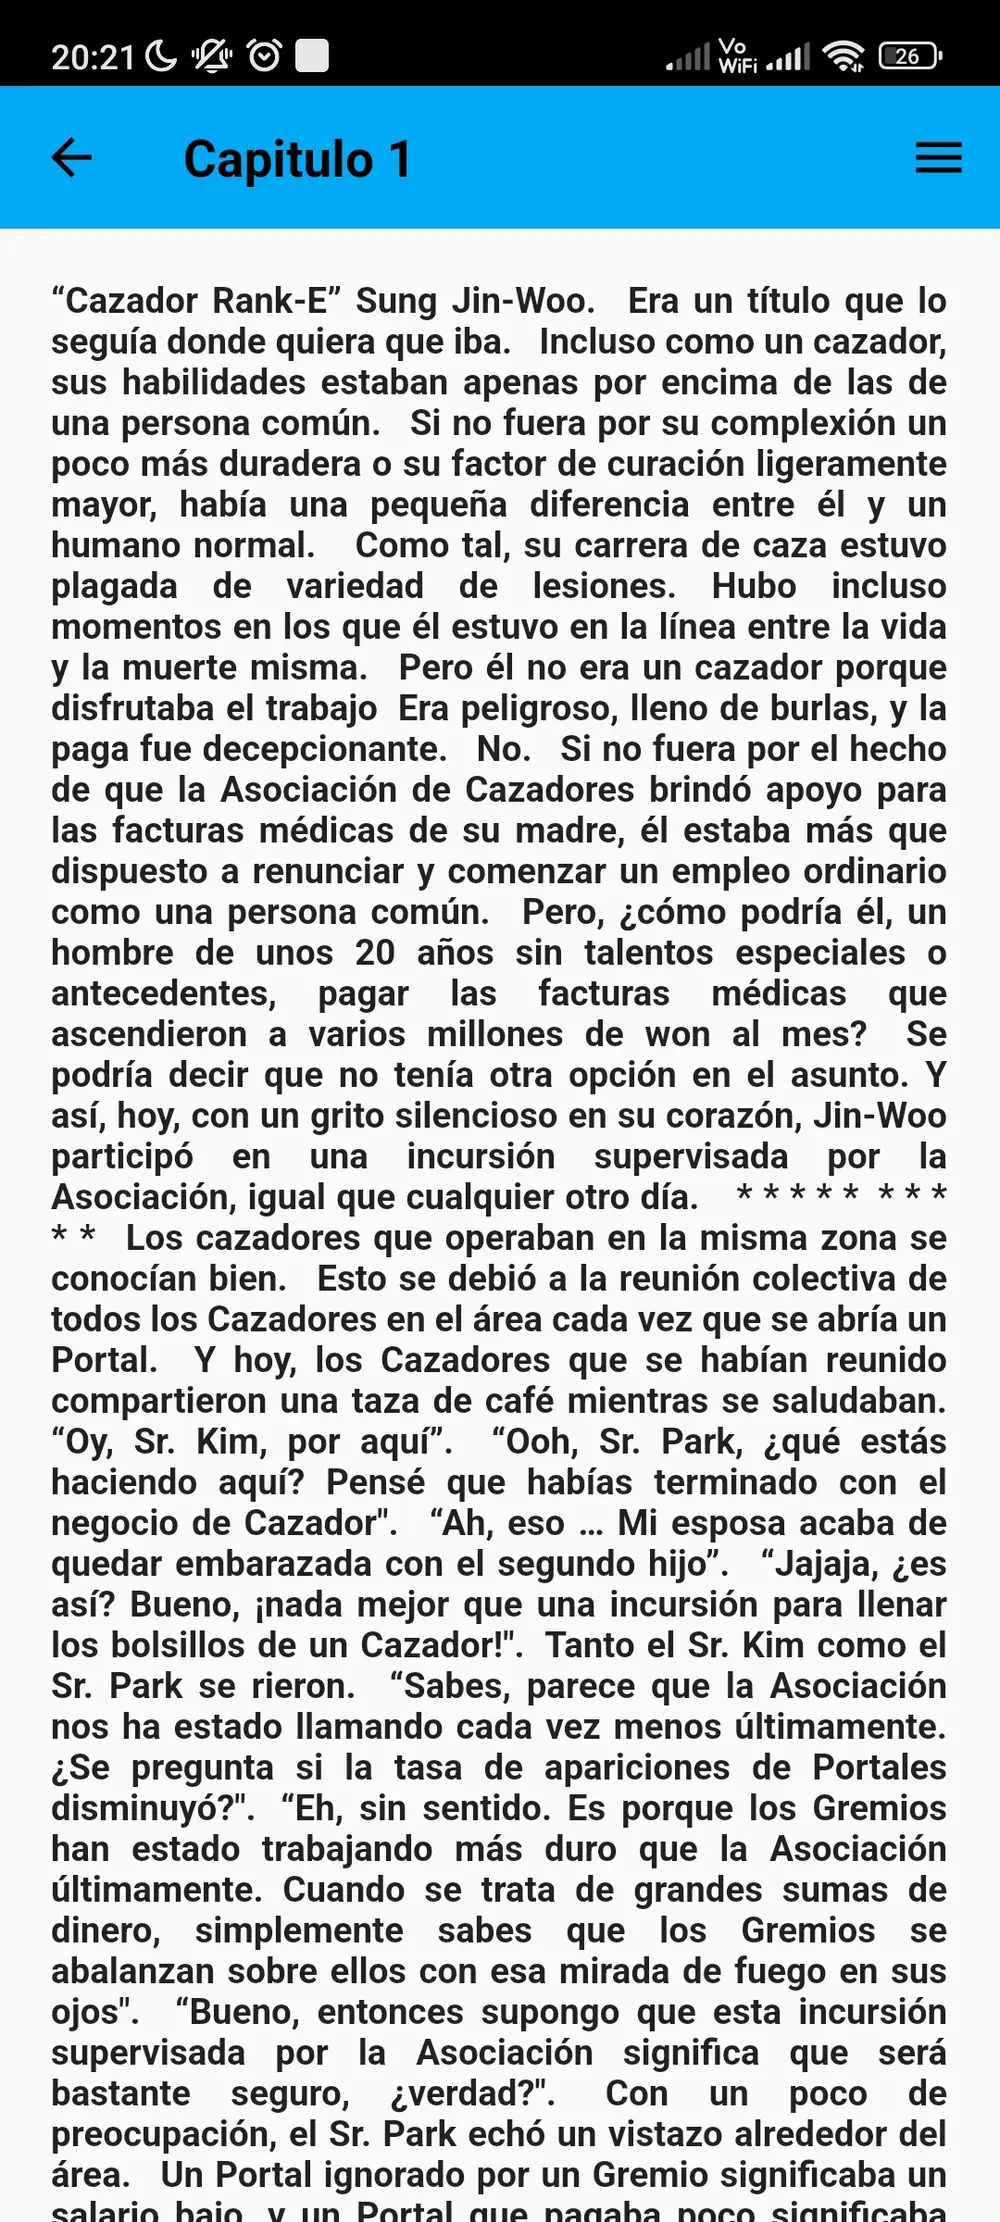 20:21
Vo
WiFi
26
Capitulo 1
“Cazador Rank-E” Sung Jin-Woo. Era un título que lo
seguía donde quiera que iba. Incluso como un cazador,
sus habilidades estaban apenas por encima de las de
una persona común. Si no fuera por su complexión un
poco más duradera o su factor de curación ligeramente
mayor, había una pequeña diferencia entre él y un
humano normal. Como tal, su carrera de caza estuvo
plagada de variedad de lesiones. Hubo incluso
momentos en los que él estuvo en la línea entre la vida
y la muerte misma. Pero él no era un cazador porque
disfrutaba el trabajo Era peligroso, lleno de burlas, y la
paga fue decepcionante. No. Si no fuera por el hecho
de que la Asociación de Cazadores brindó apoyo para
las facturas médicas de su madre, él estaba más que
dispuesto a renunciar y comenzar un empleo ordinario
como una persona común. Pero, ¿cómo podría él, un
hombre de unos 20 años sin talentos especiales o
antecedentes, pagar las facturas médicas que
ascendieron a varios millones de won al mes? Se
podría decir que no tenía otra opción en el asunto. Y
así, hoy, con un grito silencioso en su corazón, Jin-Woo
participó en una incursión supervisada por la
Asociación, igual que cualquier otro día. * * * * * * * *
* * Los cazadores que operaban en la misma zona se
conocían bien. Esto se debió a la reunión colectiva de
todos los Cazadores en el área cada vez que se abría un
Portal. Y hoy, los Cazadores que se habían reunido
compartieron una taza de café mientras se saludaban.
“Oy, Sr. Kim, por aquí”. “Ooh, Sr. Park, ¿qué estás
haciendo aquí? Pensé que habías terminado con el
negocio de Cazador". “Ah, eso … Mi esposa acaba de
quedar embarazada con el segundo hijo”. “Jajaja, ¿es
así? Bueno, ¡nada mejor que una incursión para llenar
los bolsillos de un Cazador!". Tanto el Sr. Kim como el
Sr. Park se rieron. “Sabes, parece que la Asociación
nos ha estado llamando cada vez menos últimamente.
¿Se pregunta si la tasa de apariciones de Portales
disminuyó?". “Eh, sin sentido. Es porque los Gremios
han estado trabajando más duro que la Asociación
últimamente. Cuando se trata de grandes sumas de
dinero, simplemente sabes que los Gremios se
abalanzan sobre ellos con esa mirada de fuego en sus
ojos". “Bueno, entonces supongo que esta incursión
supervisada por la Asociación significa que será
bastante seguro, ¿verdad?". Con un poco de
preocupación, el Sr. Park echó un vistazo alrededor del
área. Un Portal ignorado por un Gremio significaba un
salario bajo, y un Portal que pagaba poco significaba